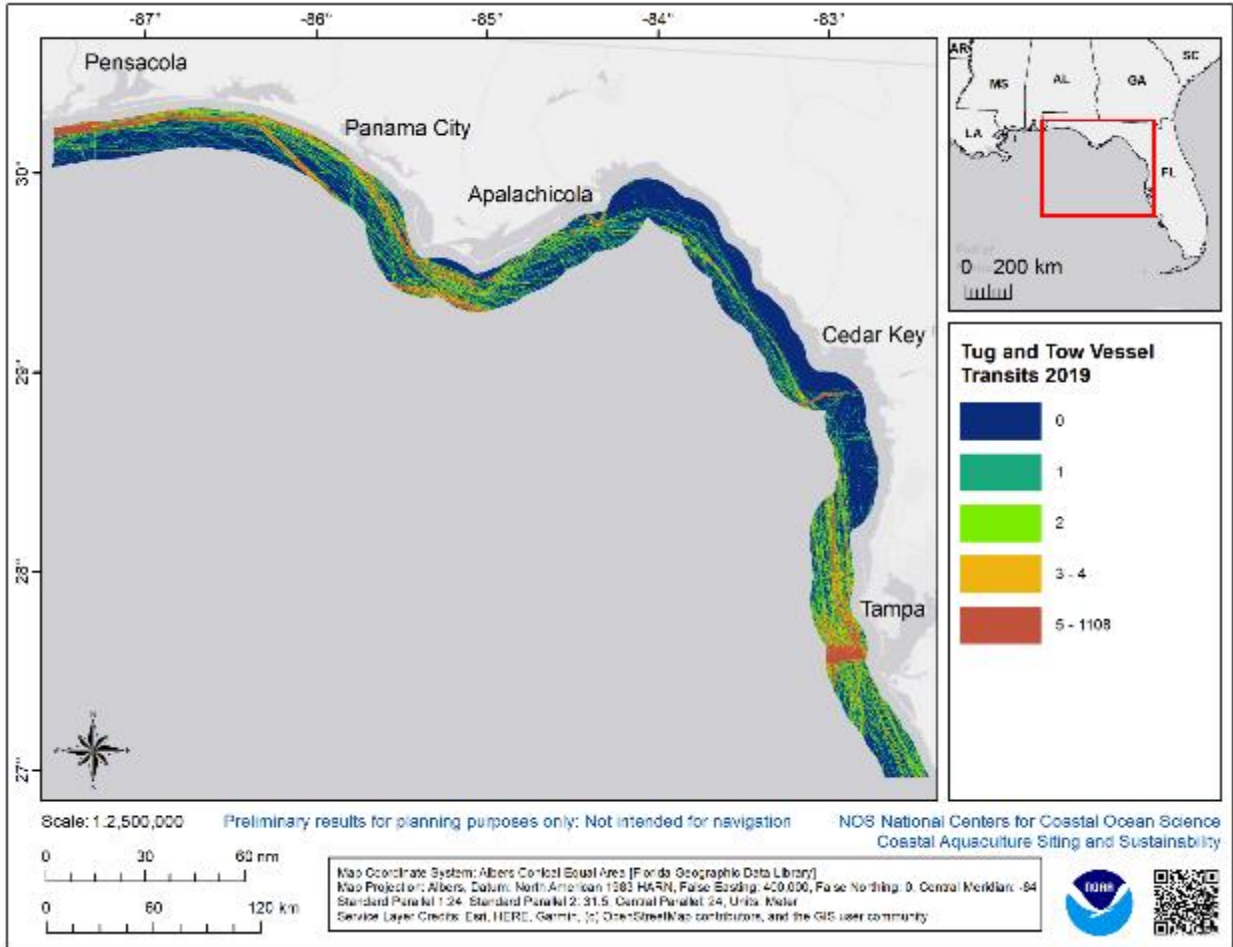 -87° -86° -85° -84° -83°
Pensacola
Panama City
Apalachicola
Cedar Key
Tampa
30°
29°
28°
27°
AR
MS
AL
GA
SC
LA
FL
0 200 km
Tug and Tow Vessel
Transits 2019
0
1
2
3 - 4
5 - 1108
Scale: 1:2,500,000
Preliminary results for planning purposes only: Not intended for navigation
NOS National Centers for Coastal Ocean Science
Coastal Aquaculture Siting and Sustainability
0 30 60 nm
0 60 120 km
Map Coordinate System: Albers Conical Equal Area [Florida Geographic Data Library]
Map Projection: Albers, Datum: North American 1983 HARN, False Easting: 400,000, False Northing: 0, Central Meridian: -84
Standard Parallel 1:24, Standard Parallel 2: 31.5, Central Parallel: 24, Units: Meter
Service Layer Credits: Esri, HERE, Garmin, (c) OpenStreetMap contributors, and the GIS user community
NOAA